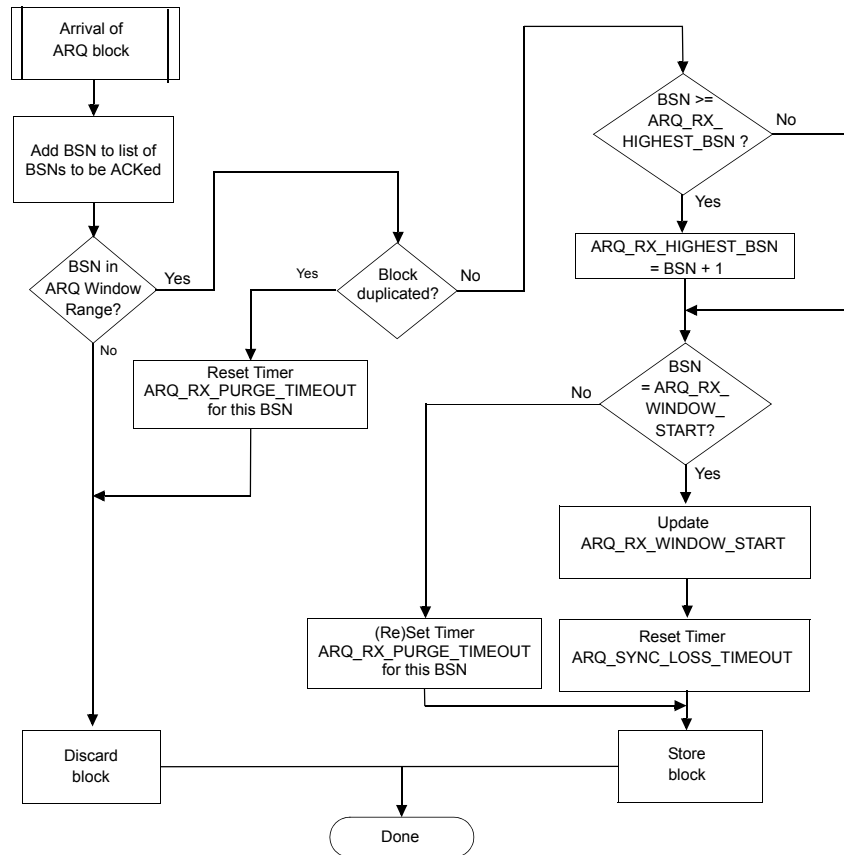 Arrival of
ARQ block
Add BSN to list of
BSNs to be ACKed
BSN in
ARQ Window
Range?
Yes
No
Block
duplicated?
Yes
No
Reset Timer
ARQ_RX_PURGE_TIMEOUT
for this BSN
BSN >=
ARQ_RX_
HIGHEST_BSN ?
No
Yes
ARQ_RX_HIGHEST_BSN
= BSN + 1
BSN
= ARQ_RX_
WINDOW_
START?
No
Yes
Update
ARQ_RX_WINDOW_START
(Re)Set Timer
ARQ_RX_PURGE_TIMEOUT
for this BSN
Reset Timer
ARQ_SYNC_LOSS_TIMEOUT
Discard
block
Store
block
Done